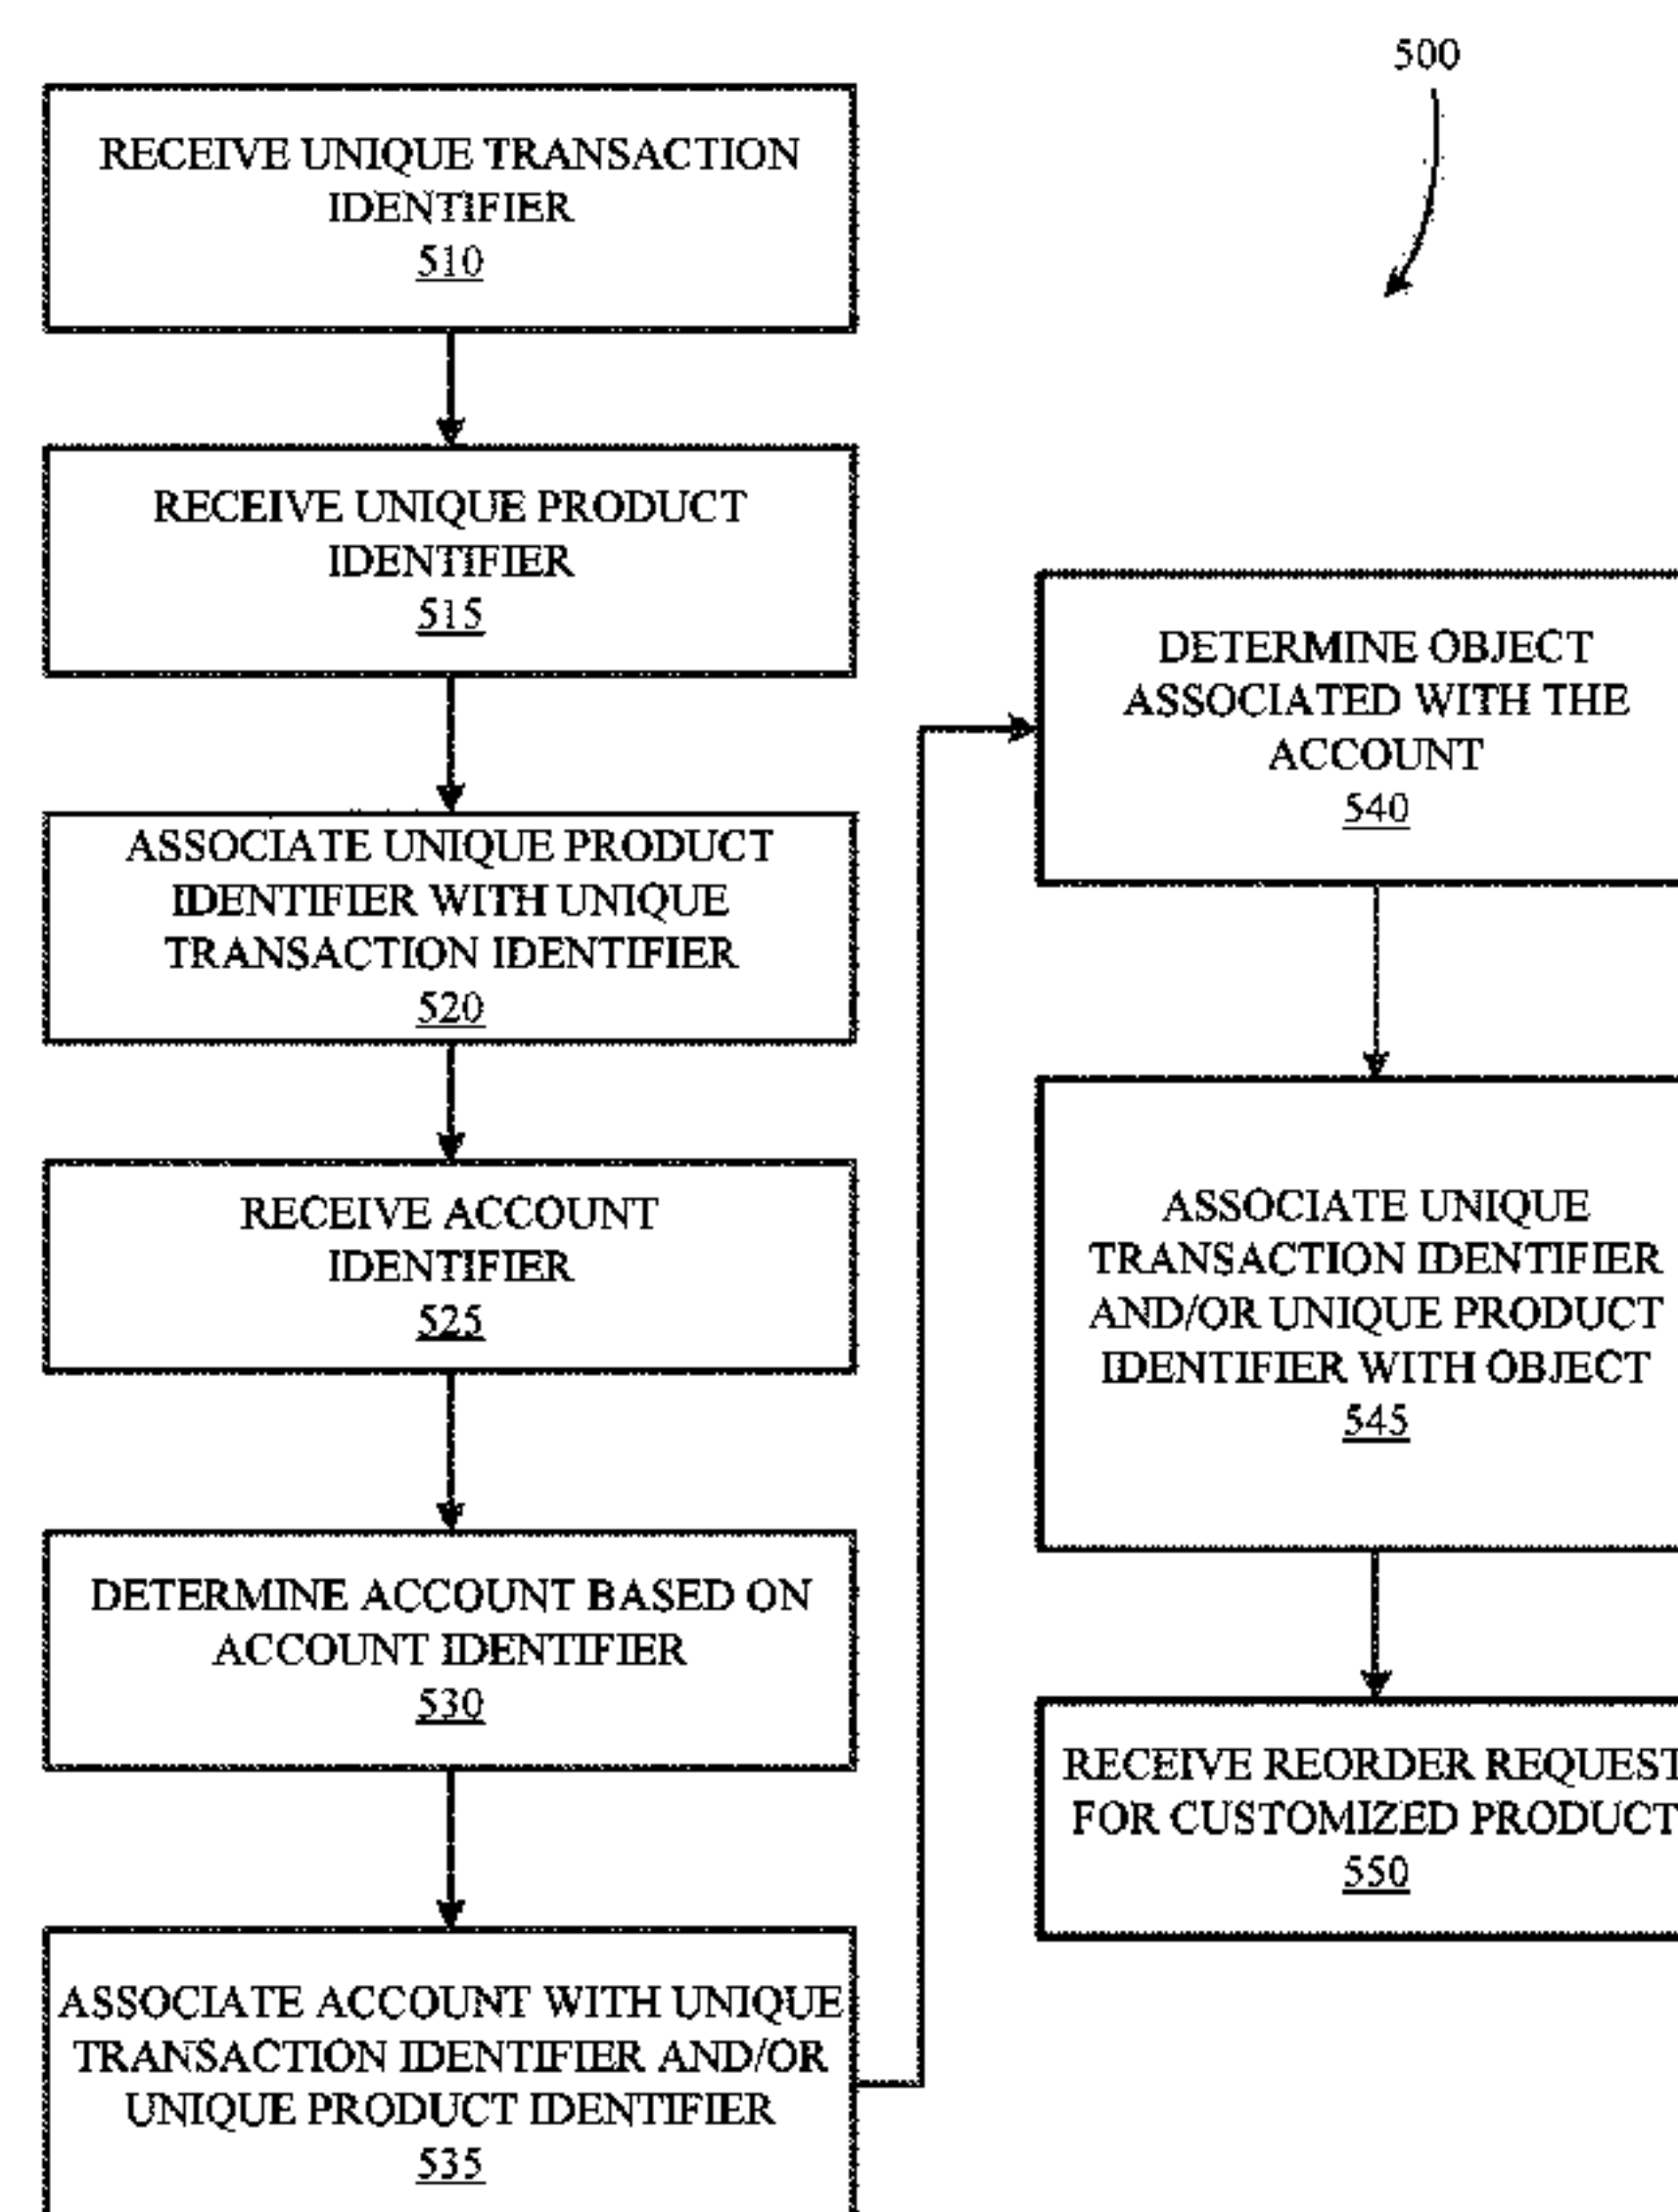 500
RECEIVE UNIQUE TRANSACTION
IDENTIFIER
510
RECEIVE UNIQUE PRODUCT
IDENTIFIER
515
ASSOCIATE UNIQUE PRODUCT
IDENTIFIER WITH UNIQUE
TRANSACTION IDENTIFIER
520
RECEIVE ACCOUNT
IDENTIFIER
525
DETERMINE ACCOUNT BASED ON
ACCOUNT IDENTIFIER
530
ASSOCIATE ACCOUNT WITH UNIQUE
TRANSACTION IDENTIFIER AND/OR
UNIQUE PRODUCT IDENTIFIER
535
DETERMINE OBJECT
ASSOCIATED WITH THE
ACCOUNT
540
ASSOCIATE UNIQUE
TRANSACTION IDENTIFIER
AND/OR UNIQUE PRODUCT
IDENTIFIER WITH OBJECT
545
RECEIVE REORDER REQUEST
FOR CUSTOMIZED PRODUCT
550